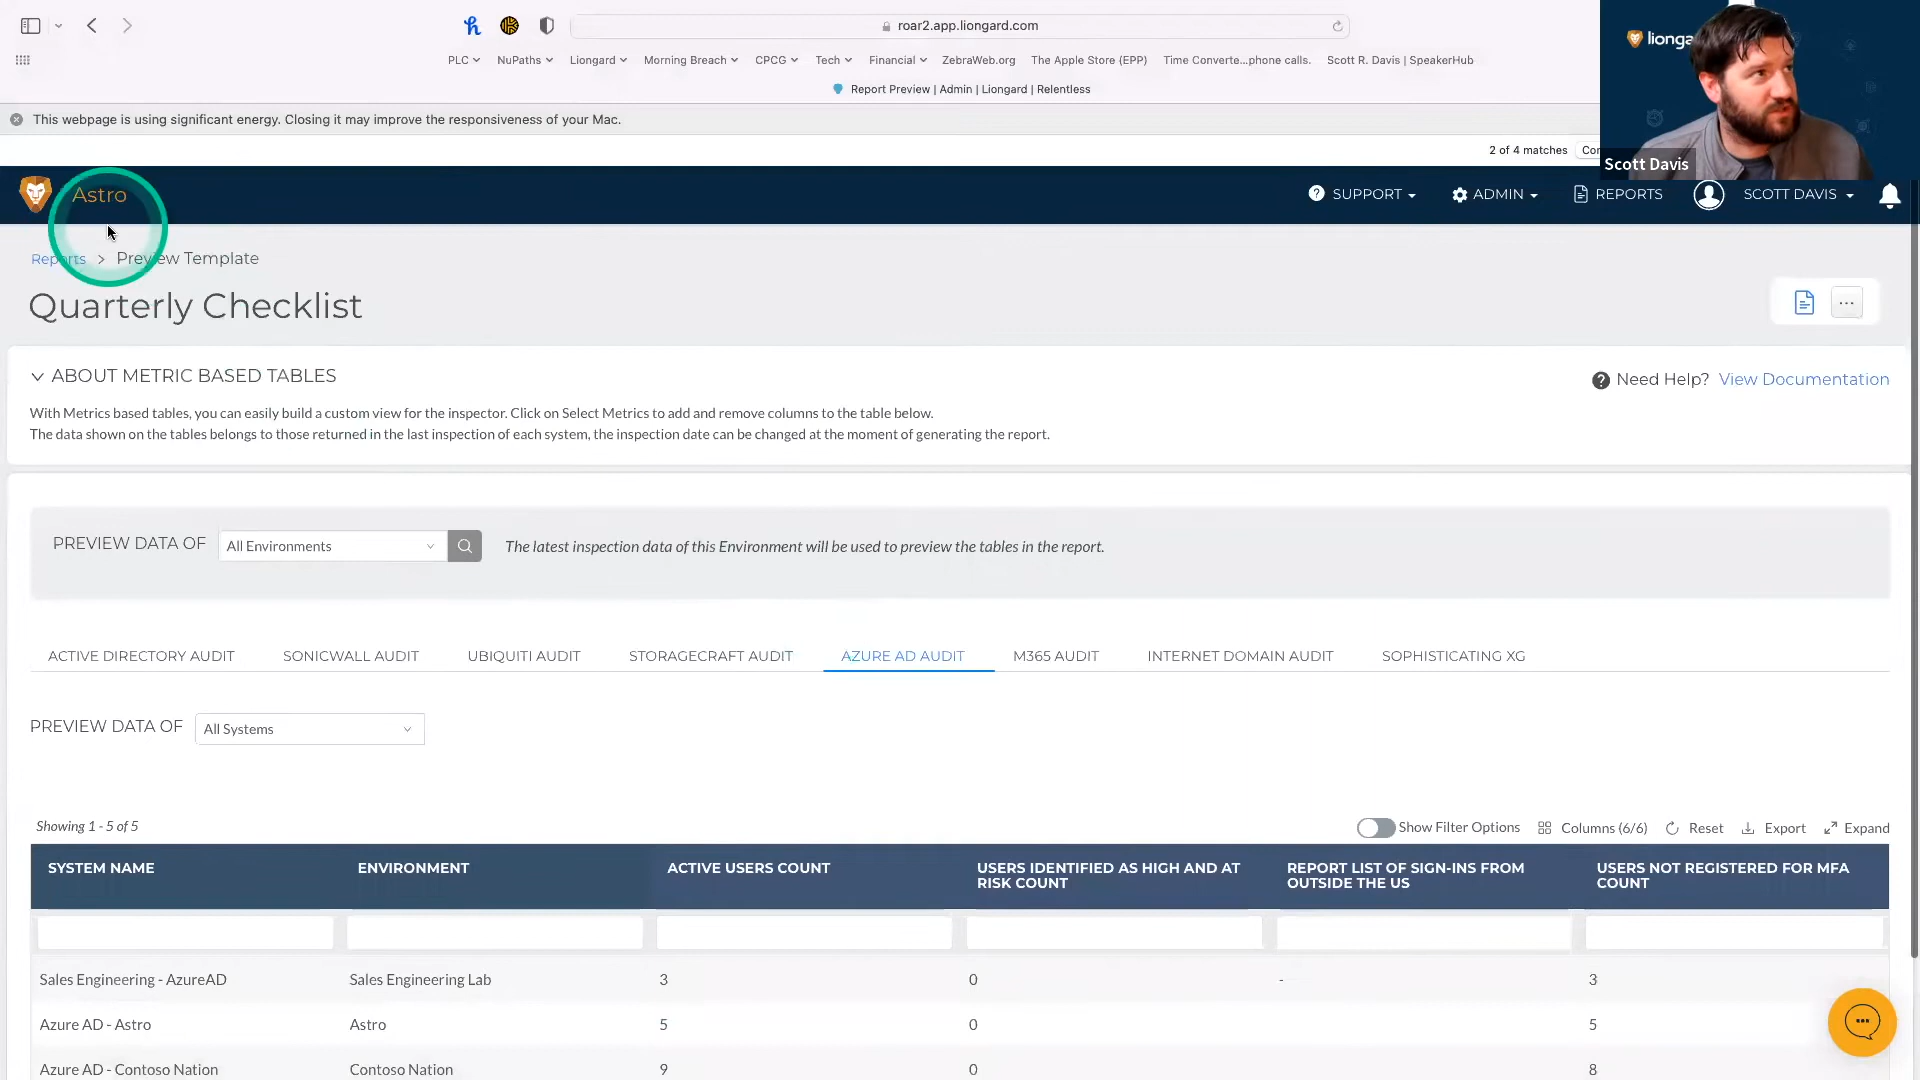 roar2.app.liongard.com
PLC NuPaths Liongard Morning Breach CPCG Tech Financial ZebraWeb.org The Apple Store (EPP) Time Converte...phone calls. Scott R. Davis | SpeakerHub
Report Preview | Admin | Liongard | Relentless
This webpage is using significant energy. Closing it may improve the responsiveness of your Mac.
2 of 4 matches
Scott Davis
Astro SUPPORT ADMIN REPORTS SCOTT DAVIS
Reports > Preview Template
Quarterly Checklist
ABOUT METRIC BASED TABLES
Need Help? View Documentation
With Metrics based tables, you can easily build a custom view for the inspector. Click on Select Metrics to add and remove columns to the table below.
The data shown on the tables belongs to those returned in the last inspection of each system, the inspection date can be changed at the moment of generating the report.
PREVIEW DATA OF All Environments The latest inspection data of this Environment will be used to preview the tables in the report.
ACTIVE DIRECTORY AUDIT SONICWALL AUDIT UBIQUITI AUDIT STORAGECRAFT AUDIT AZURE AD AUDIT M365 AUDIT INTERNET DOMAIN AUDIT SOPHISTICATING XG
PREVIEW DATA OF All Systems
Showing 1 - 5 of 5 Show Filter Options Columns (6/6) Reset Export Expand
SYSTEM NAME ENVIRONMENT ACTIVE USERS COUNT USERS IDENTIFIED AS HIGH AND AT REPORT LIST OF SIGN-INS FROM USERS NOT REGISTERED FOR MFA
RISK COUNT OUTSIDE THE US COUNT
Sales Engineering - AzureAD Sales Engineering Lab 3 0 - 3
Azure AD - Astro Astro 5 0 5
Azure AD - Contoso Nation Contoso Nation 9 0 8